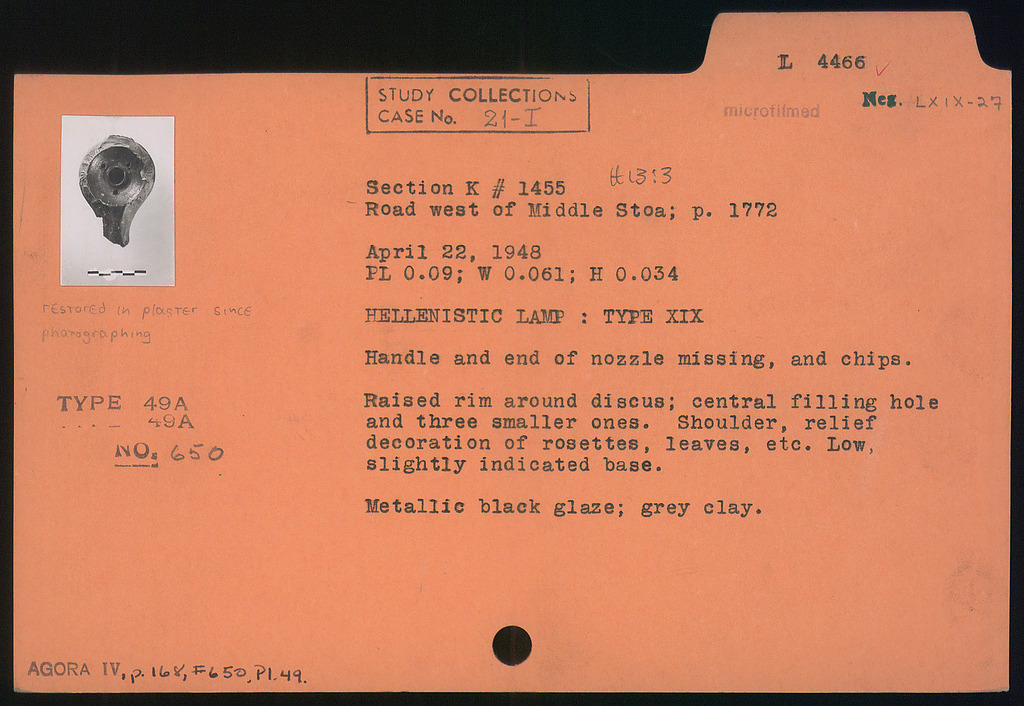 L 4466 ✓
STUDY COLLECTIONS
CASE No. 21-I
microfilmed
Neg. LXIX-27
Section K # 1455
Road west of Middle Stoa; p. 1772
April 22, 1948
PL 0.09; W 0.061; H 0.034
restored in plaster since
photographing
HELLENISTIC LAMP : TYPE XIX
Handle and end of nozzle missing, and chips.
TYPE 49A
49A
NO. 650
Raised rim around discus; central filling hole
and three smaller ones. Shoulder, relief
decoration of rosettes, leaves, etc. Low,
slightly indicated base.
Metallic black glaze; grey clay.
AGORA IV, p. 168, #650, Pl. 49.